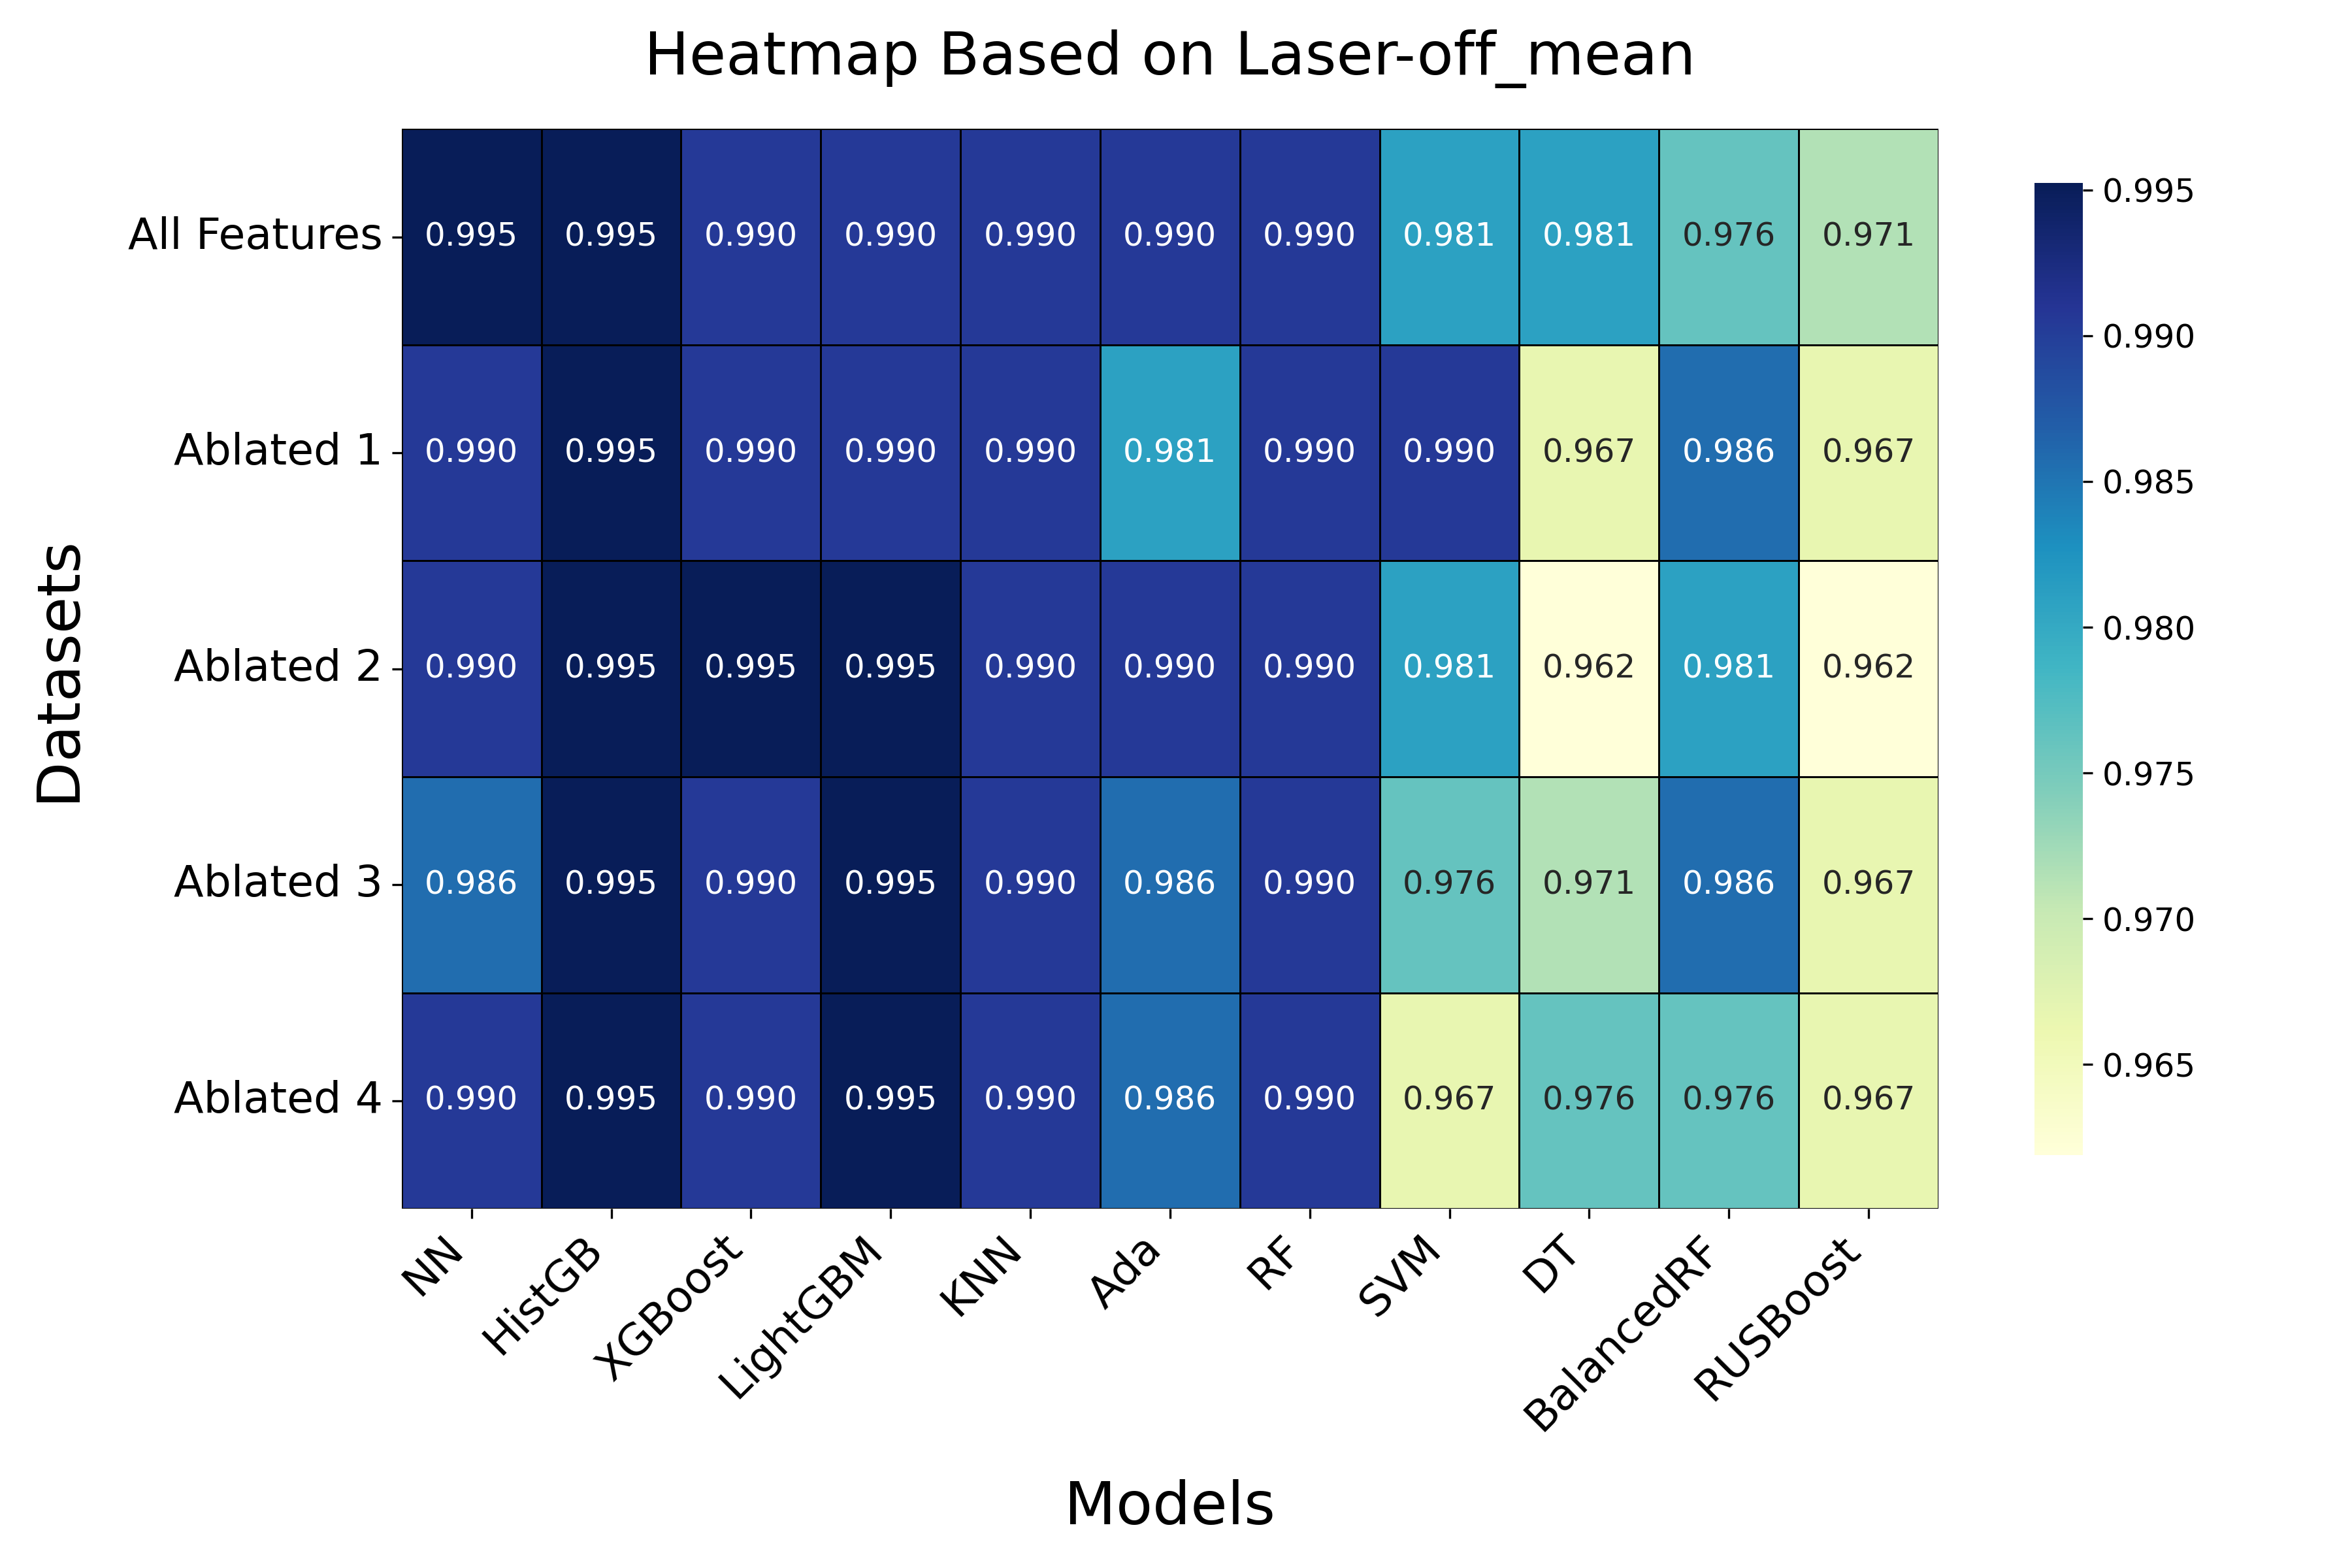 Heatmap Based on Laser-off_mean
Datasets
All Features 0.995 0.995 0.990 0.990 0.990 0.990 0.990 0.981 0.981 0.976 0.971
Ablated 1 0.990 0.995 0.990 0.990 0.990 0.981 0.990 0.990 0.967 0.986 0.967
Ablated 2 0.990 0.995 0.995 0.995 0.990 0.990 0.990 0.981 0.962 0.981 0.962
Ablated 3 0.986 0.995 0.990 0.995 0.990 0.986 0.990 0.976 0.971 0.986 0.967
Ablated 4 0.990 0.995 0.990 0.995 0.990 0.986 0.990 0.967 0.976 0.976 0.967
NN HistGB XGBoost LightGBM KNN Ada RF SVM DT BalancedRF RUSBoost
Models
0.995
0.990
0.985
0.980
0.975
0.970
0.965